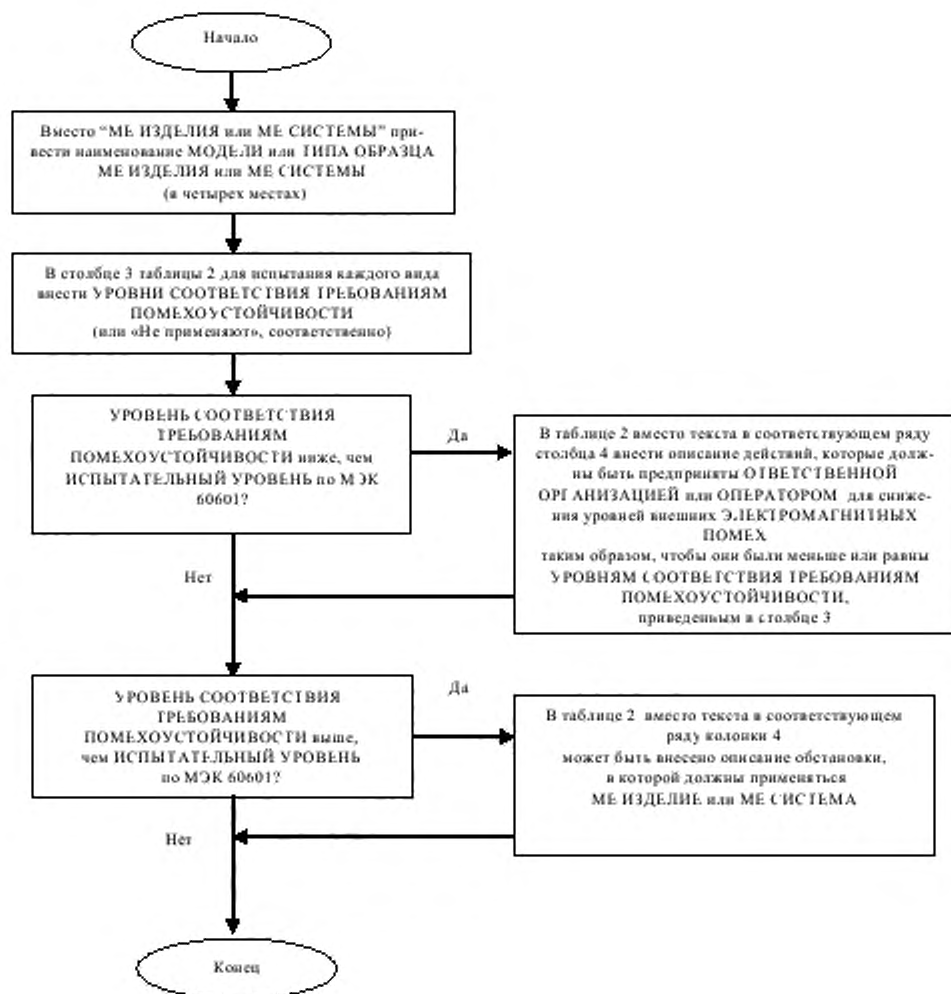 Начало
Вместо “МЕ ИЗДЕЛИЯ или МЕ СИСТЕМЫ” при-
вести наименование МОДЕЛИ или ТИПА ОБРАЗЦА
МЕ ИЗДЕЛИЯ или МЕ СИСТЕМЫ
(в четырех местах)
В столбце 3 таблицы 2 для испытания каждого вида
внести УРОВНИ СООТВЕТСТВИЯ ТРЕБОВАНИЯМ
ПОМЕХОУСТОЙЧИВОСТИ
(или «Не применяют», соответственно)
УРОВЕНЬ СООТВЕТСТВИЯ
ТРЕБОВАНИЯМ
ПОМЕХОУСТОЙЧИВОСТИ ниже, чем
ИСПЫТАТЕЛЬНЫЙ УРОВЕНЬ по МЭК
60601?
Да
В таблице 2 вместо текста в соответствующем ряду
столбца 4 внести описание действий, которые долж-
ны быть предприняты ОТВЕТСТВЕННОЙ
ОРГАНИЗАЦИЕЙ или ОПЕРАТОРОМ для сниже-
ния уровней внешних ЭЛЕКТРОМАГНИТНЫХ
ПОМЕХ
таким образом, чтобы они были меньше или равны
УРОВНЯМ СООТВЕТСТВИЯ ТРЕБОВАНИЯМ
ПОМЕХОУСТОЙЧИВОСТИ,
приведенным в столбце 3
Нет
УРОВЕНЬ СООТВЕТСТВИЯ
ТРЕБОВАНИЯМ
ПОМЕХОУСТОЙЧИВОСТИ выше,
чем ИСПЫТАТЕЛЬНЫЙ УРОВЕНЬ
по МЭК 60601?
Да
В таблице 2 вместо текста в соответствующем
ряду колонки 4
может быть внесено описание обстановки,
в которой должны применяться
МЕ ИЗДЕЛИЕ или МЕ СИСТЕМА
Нет
Конец